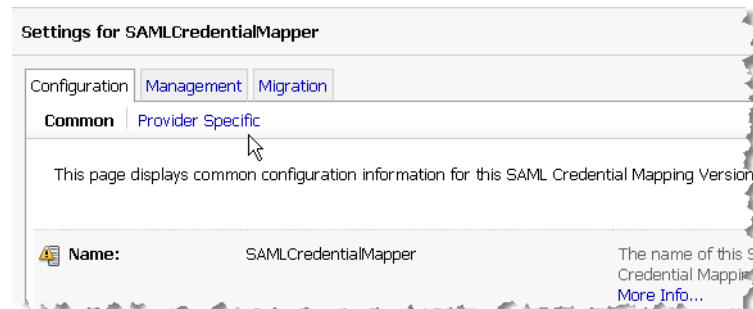 Settings for SAMLCredentialMapper
Configuration Management Migration
Common Provider Specific
This page displays common configuration information for this SAML Credential Mapping Version
Name: SAMLCredentialMapper The name of this
Credential Mapping
More Info...